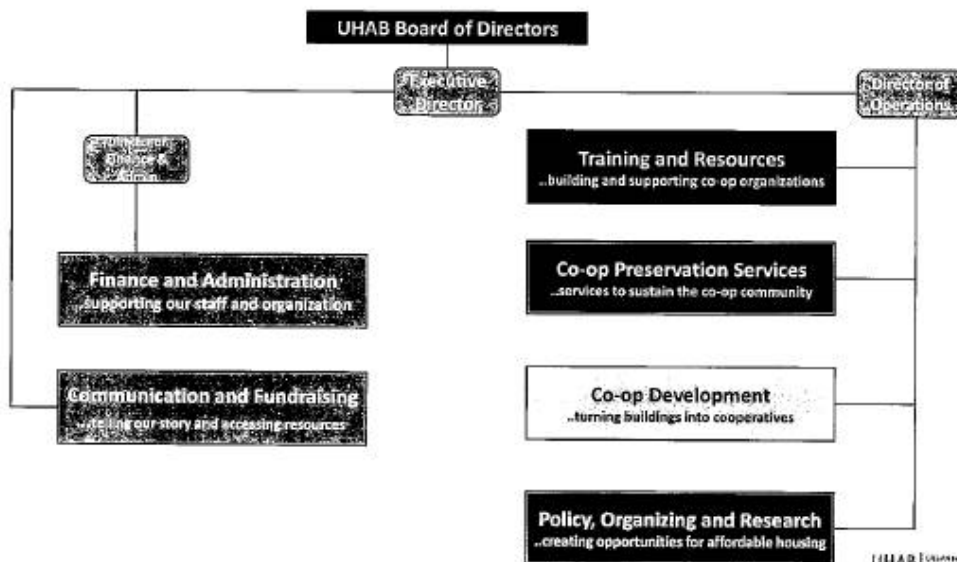 UHAB Board of Directors
Executive
Director
Director of
Operations
Director
Finance &
Training and Resources
..building and supporting co-op organizations
Finance and Administration
..supporting our staff and organization
Co-op Preservation Services
..services to sustain the co-op community
Communication and Fundraising
...telling our story and accessing resources
Co-op Development
..turning buildings into cooperatives
Policy, Organizing and Research
..creating opportunities for affordable housing
UHAB